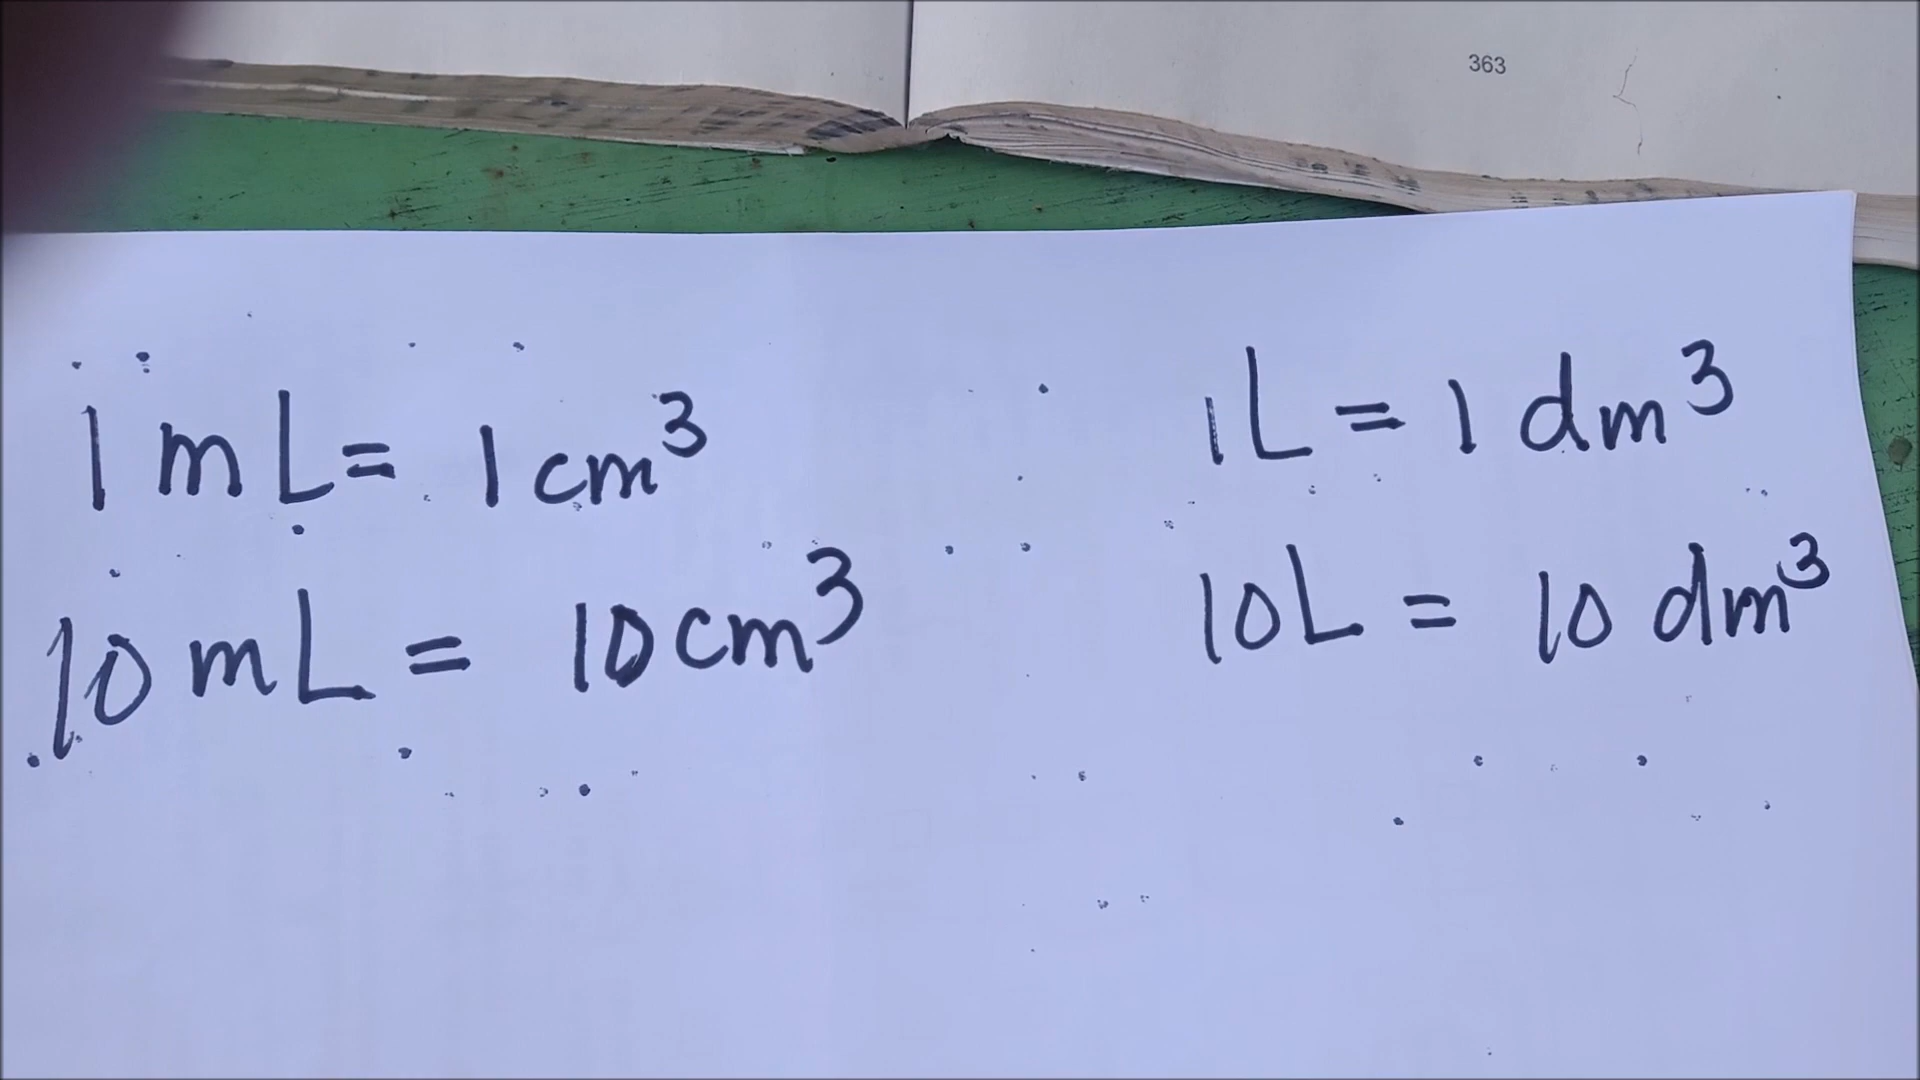 363
1 mL = 1 cm³
10 mL = 10 cm³
1L = 1 dm³
10L = 10 dm³